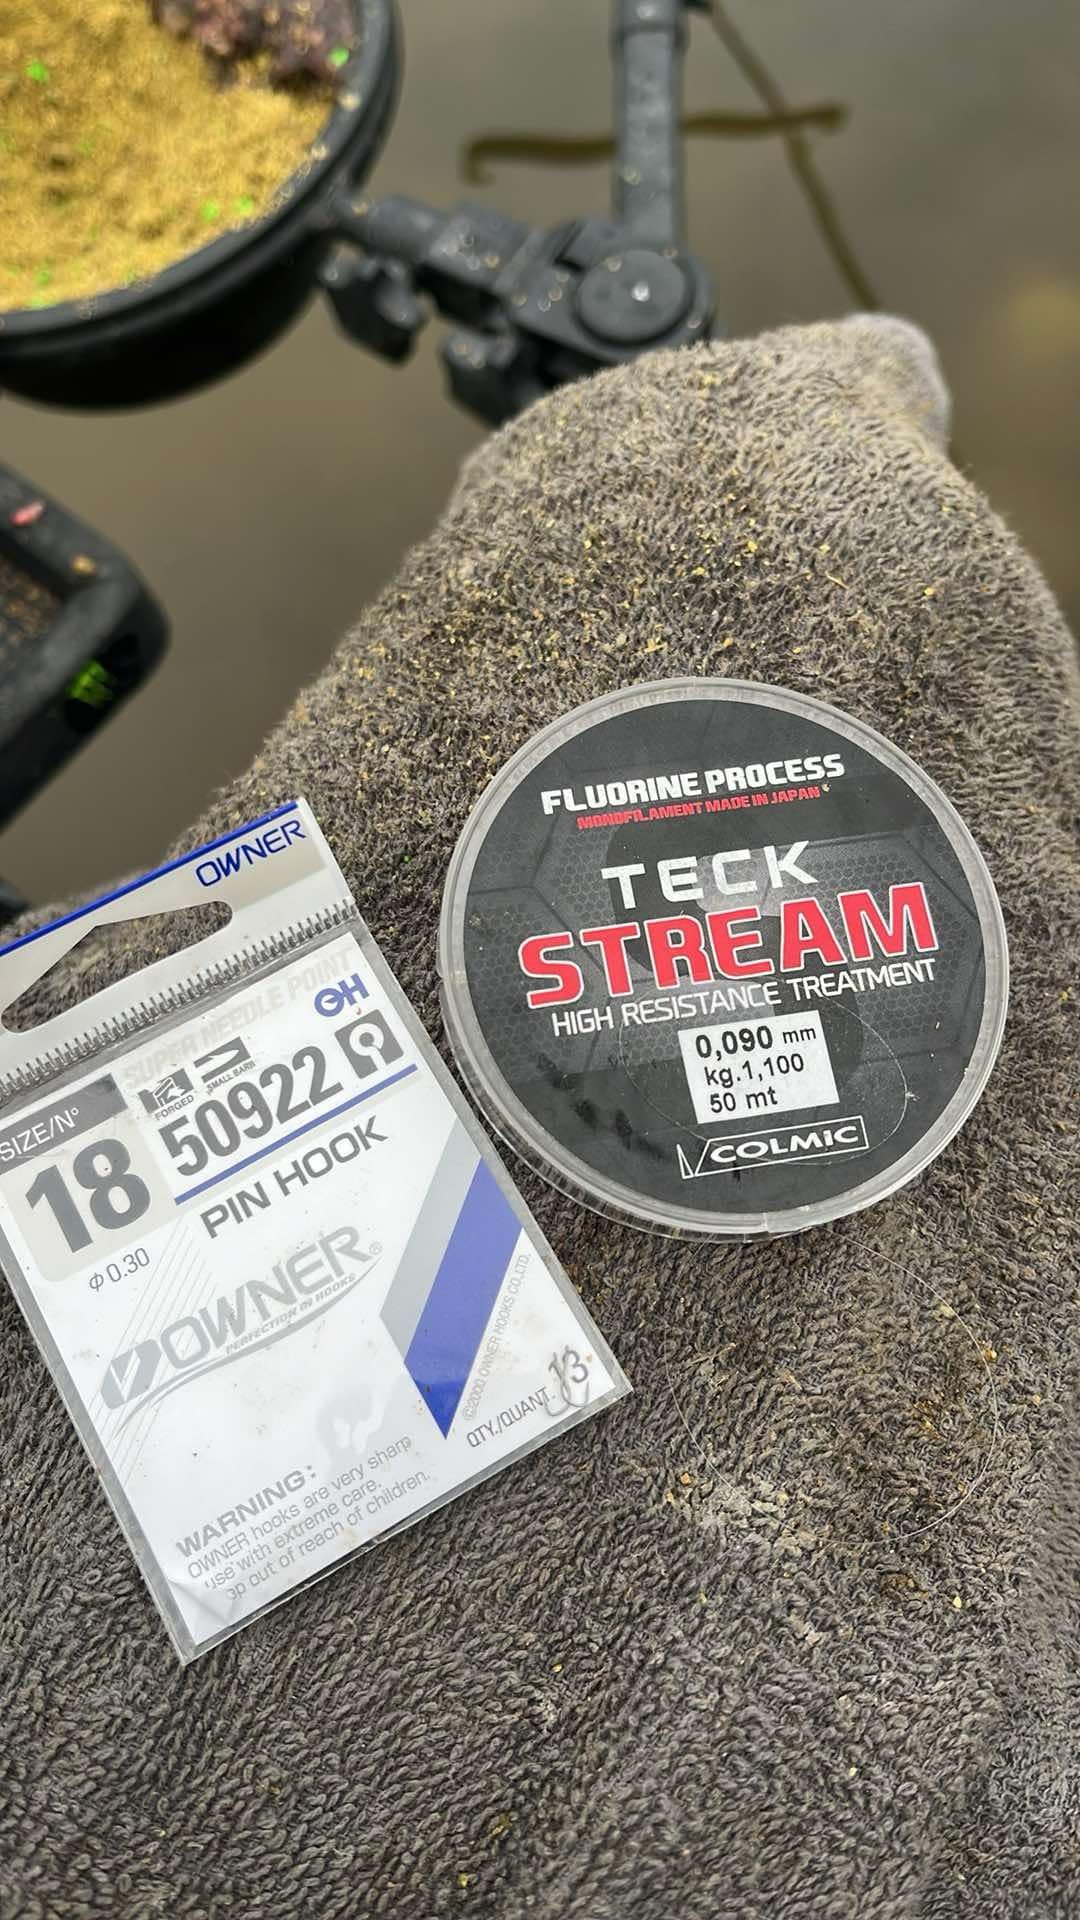 OWNER
SUPER NEEDLE POINT
OH
SIZE/N°
18
FORGED
SMALL BARB
50922
PIN HOOK
φ 0.30
OWNER®
PERFECTION IN HOOKS
©2000 OWNER HOOKS CO.,LTD.
QTY./QUANT. 13
WARNING:
OWNER hooks are very sharp
use with extreme care.
out of reach of children.
FLUORINE PROCESS
MONOFILAMENT MADE IN JAPAN
TECK
STREAM
HIGH RESISTANCE TREATMENT
0,090 mm
kg.1,100
50 mt
COLMIC